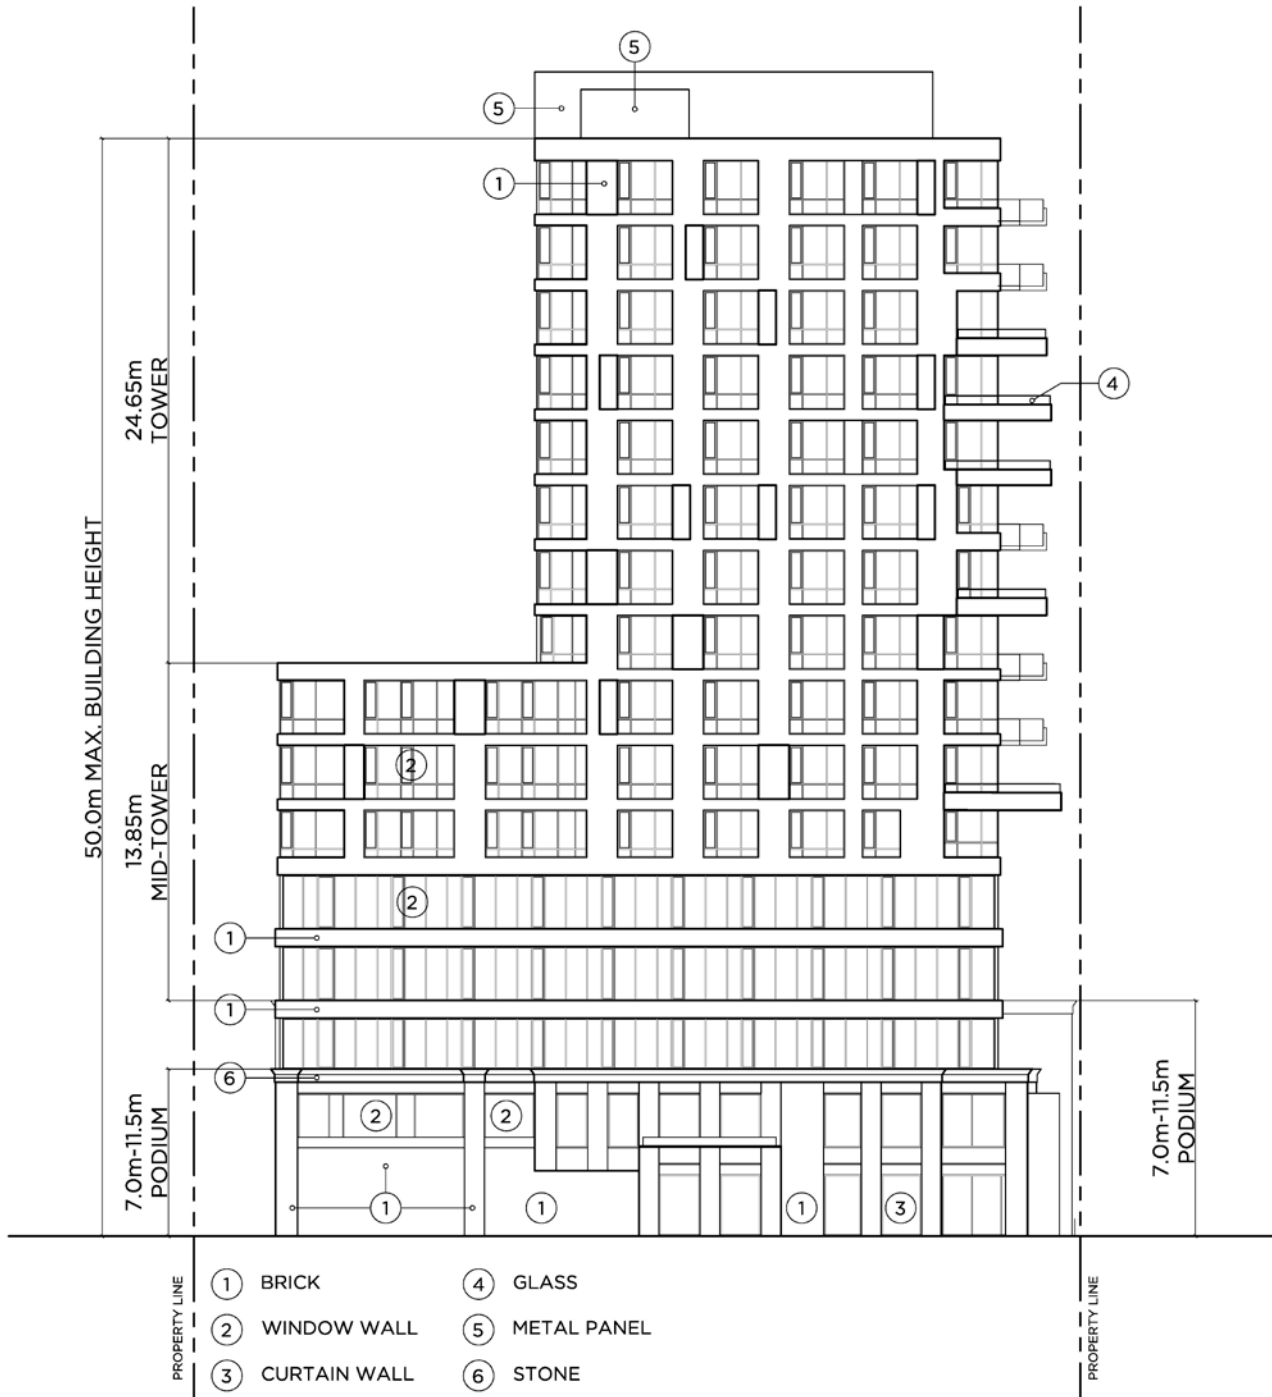 5
5
1
24.65m
TOWER
4
50.0m MAX. BUILDING HEIGHT
2
13.85m
MID-TOWER
2
1
1
6
7.0m-11.5m
PODIUM
2
2
7.0m-11.5m
PODIUM
1
1
1
3
PROPERTY LINE
PROPERTY LINE
1 BRICK
4 GLASS
2 WINDOW WALL
5 METAL PANEL
3 CURTAIN WALL
6 STONE